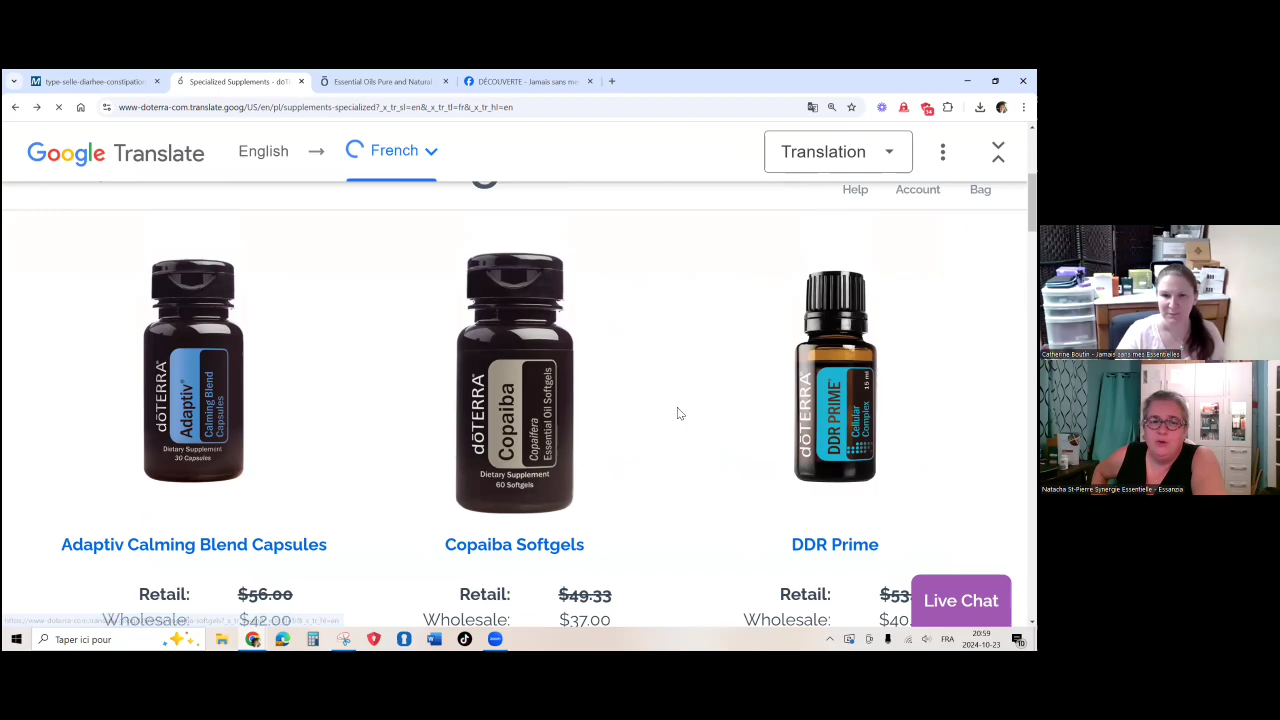 type-selle-diarhee-constipation
Specialized Supplements - doT
Essential Oils Pure and Natural
DÉCOUVERTE - Jamais sans me
www-doterra-com.translate.goog/US/en/pl/supplements-specialized?_x_tr_sl=en&_x_tr_tl=fr&_x_tr_hl=en
Google Translate
English → French
Translation
Help Account Bag
dōTERRA
Adaptiv®
Calming Blend
Capsules
Dietary Supplement
30 Capsules
dōTERRA
Copaiba
Copaifera
Essential Oil Softgels
Dietary Supplement
60 Softgels
dōTERRA
DDR PRIME
Cellular
Complex
15 ml
Adaptiv Calming Blend Capsules
Copaiba Softgels
DDR Prime
Retail: $56.00
Retail: $49.33
Retail: $53.
Wholesale: $42.00
Wholesale: $37.00
Wholesale: $40.
Live Chat
Catherine Boutin - Jamais sans mes Essentielles
Natacha St-Pierre Synergie Essentielle - Essanzia
Taper ici pour
FRA
20:59
2024-10-23
10